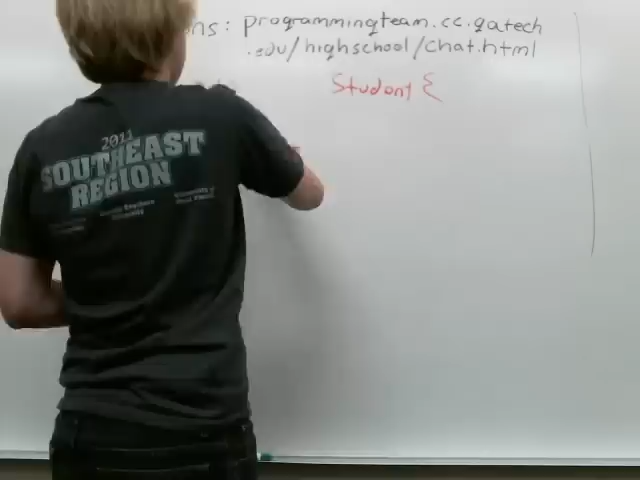 ons: programmingteam.cc.gatech
.edu/highschool/chat.html
Student {
2011
SOUTHEAST
REGION